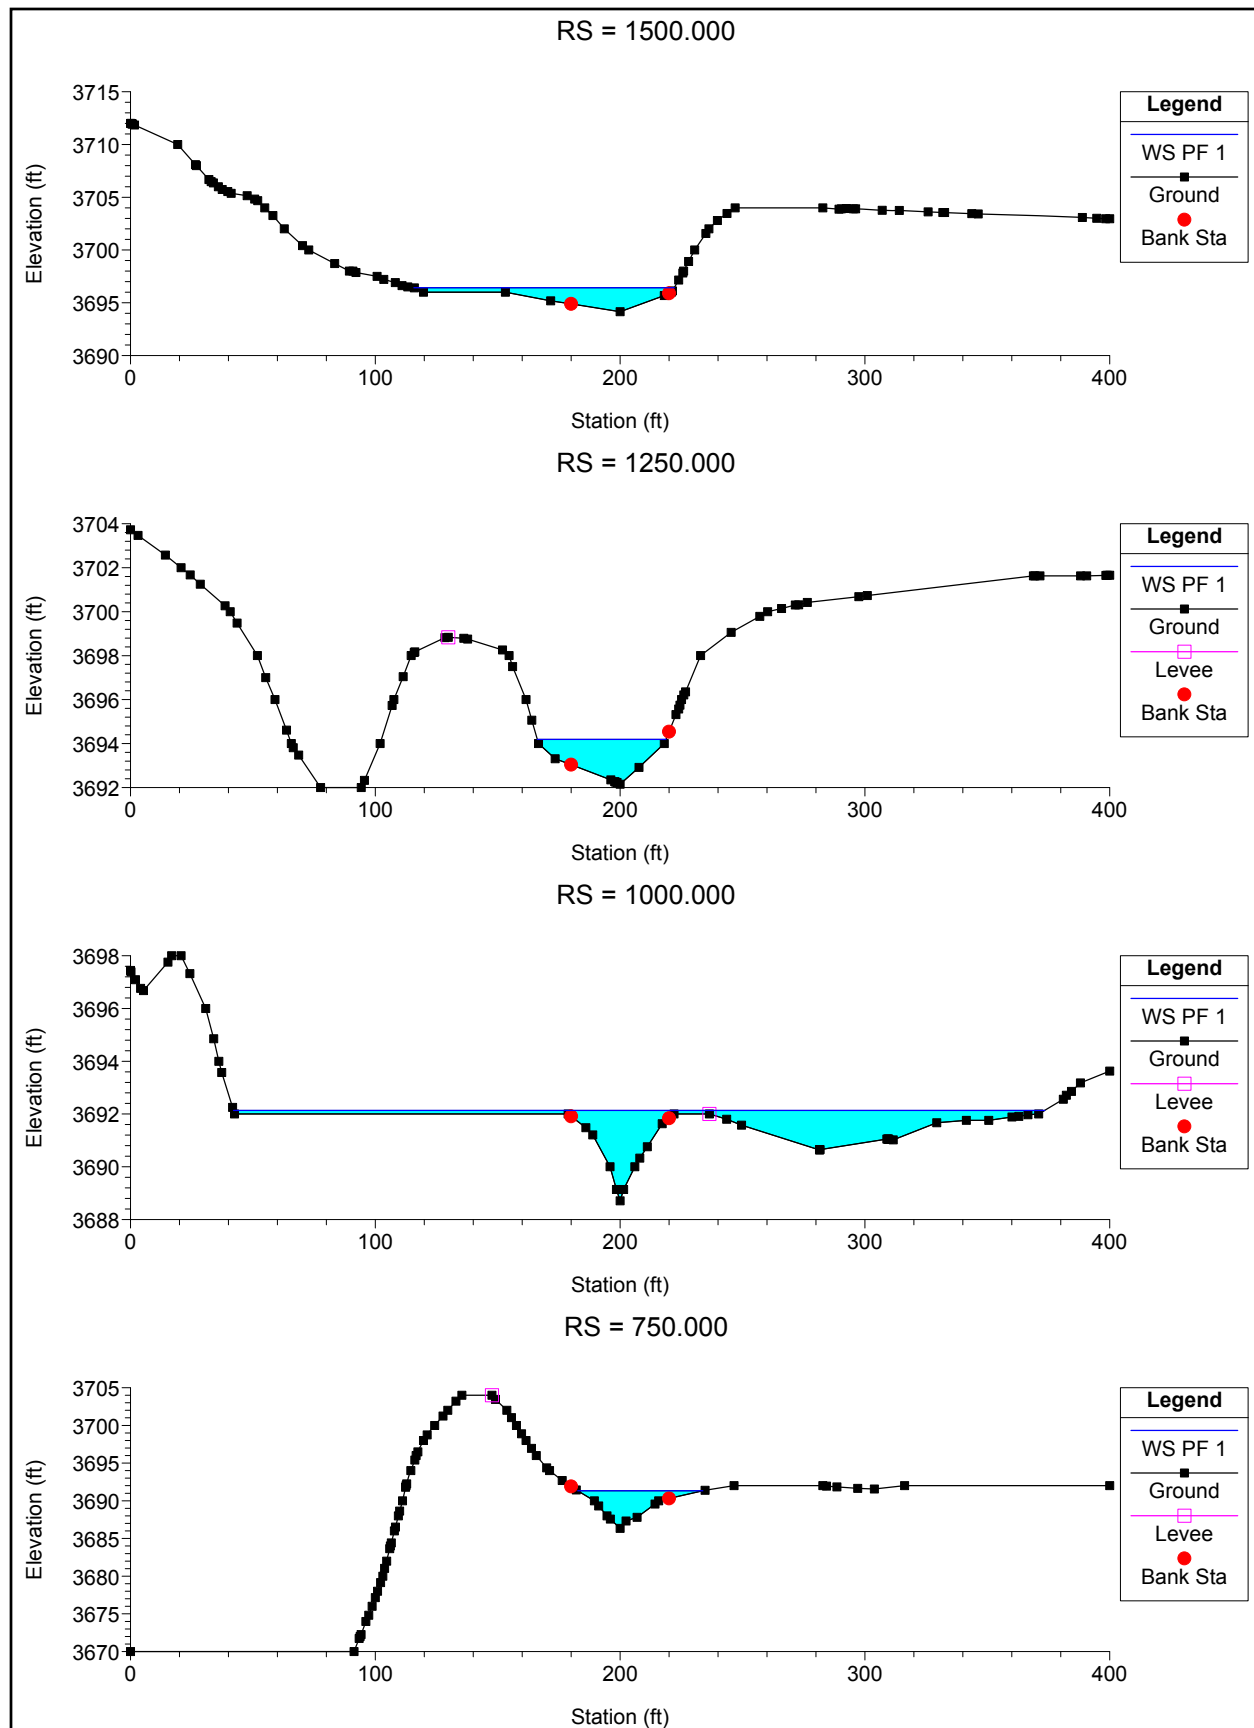 RS = 1500.000
Elevation (ft)
3715
3710
3705
3700
3695
3690
0 100 200 300 400
Station (ft)
Legend
WS PF 1
Ground
Bank Sta
RS = 1250.000
Elevation (ft)
3704
3702
3700
3698
3696
3694
3692
0 100 200 300 400
Station (ft)
Legend
WS PF 1
Ground
Levee
Bank Sta
RS = 1000.000
Elevation (ft)
3698
3696
3694
3692
3690
3688
0 100 200 300 400
Station (ft)
Legend
WS PF 1
Ground
Levee
Bank Sta
RS = 750.000
Elevation (ft)
3705
3700
3695
3690
3685
3680
3675
3670
0 100 200 300 400
Station (ft)
Legend
WS PF 1
Ground
Levee
Bank Sta